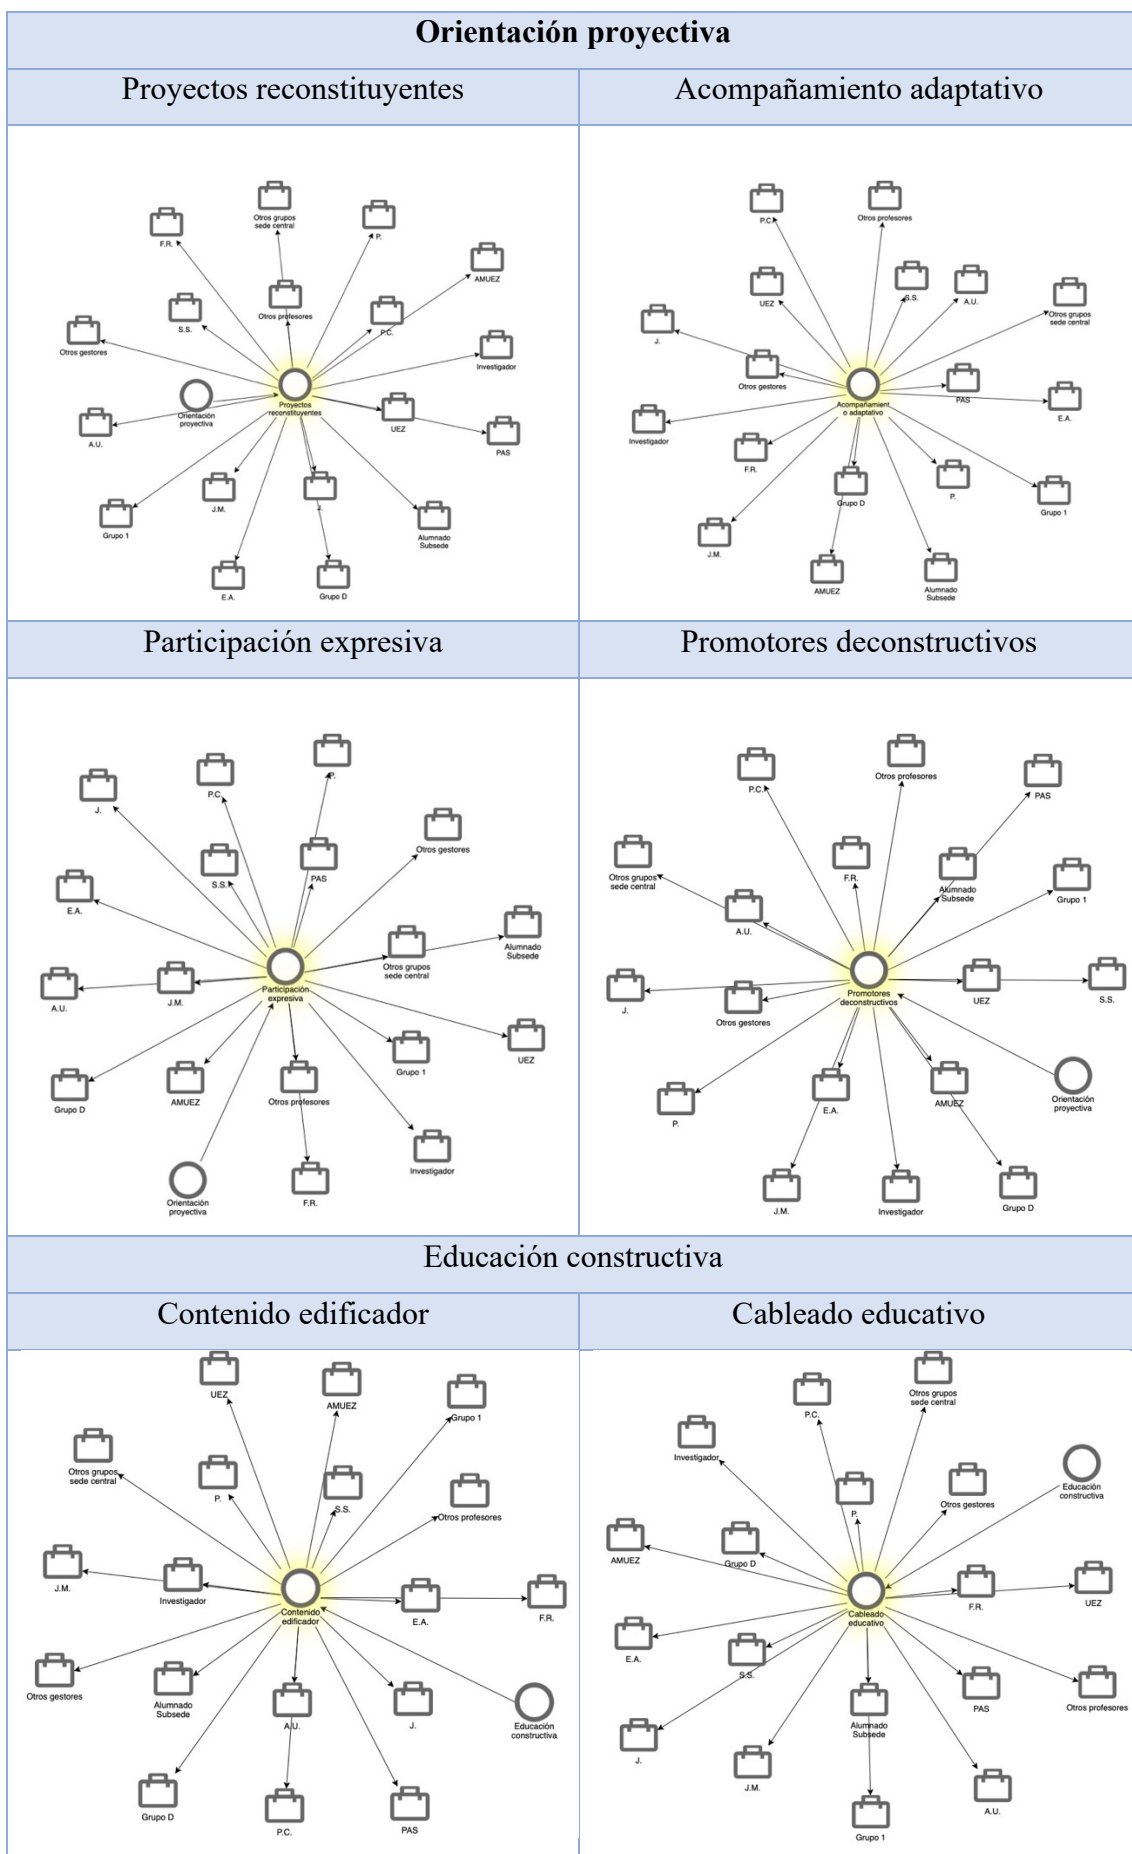 Orientación proyectiva
Proyectos reconstituyentes
Acompañamiento adaptativo
Otros grupos
sede central
F.R.
P.
AMUEZ
Otros profesores
S.S.
P.C.
Otros gestores
Investigador
Orientación
proyectiva
Proyectos
reconstituyentes
A.U.
UEZ
PAS
J.M.
J.
Grupo 1
Alumnado
Subsede
E.A.
Grupo D
P.C.
Otros profesores
UEZ
S.S.
A.U.
Otros grupos
sede central
J.
Otros gestores
PAS
Acompañamient
o adaptativo
E.A.
Investigador
F.R.
Grupo D
P.
Grupo 1
J.M.
AMUEZ
Alumnado
Subsede
Participación expresiva
Promotores deconstructivos
P.
P.C.
J.
Otros gestores
S.S.
PAS
E.A.
Alumnado
Subsede
Otros grupos
sede central
A.U.
J.M.
Participación
expresiva
UEZ
Grupo 1
Grupo D
AMUEZ
Otros profesores
Investigador
Orientación
proyectiva
F.R.
P.C.
Otros profesores
PAS
Otros grupos
sede central
F.R.
Alumnado
Subsede
Grupo 1
A.U.
J.
Otros gestores
Promotores
deconstructivos
UEZ
S.S.
P.
E.A.
AMUEZ
Orientación
proyectiva
J.M.
Investigador
Grupo D
Educación constructiva
Contenido edificador
Cableado educativo
UEZ
AMUEZ
Grupo 1
Otros grupos
sede central
P.
S.S.
Otros profesores
J.M.
Investigador
Contenido
edificador
E.A.
F.R.
Otros gestores
Alumnado
Subsede
A.U.
J.
Educación
constructiva
Grupo D
P.C.
PAS
Otros grupos
sede central
P.C.
Investigador
Educación
constructiva
P.
Otros gestores
AMUEZ
Grupo D
F.R.
UEZ
Cableado
educativo
E.A.
S.S.
Alumnado
Subsede
PAS
Otros profesores
J.
J.M.
A.U.
Grupo 1